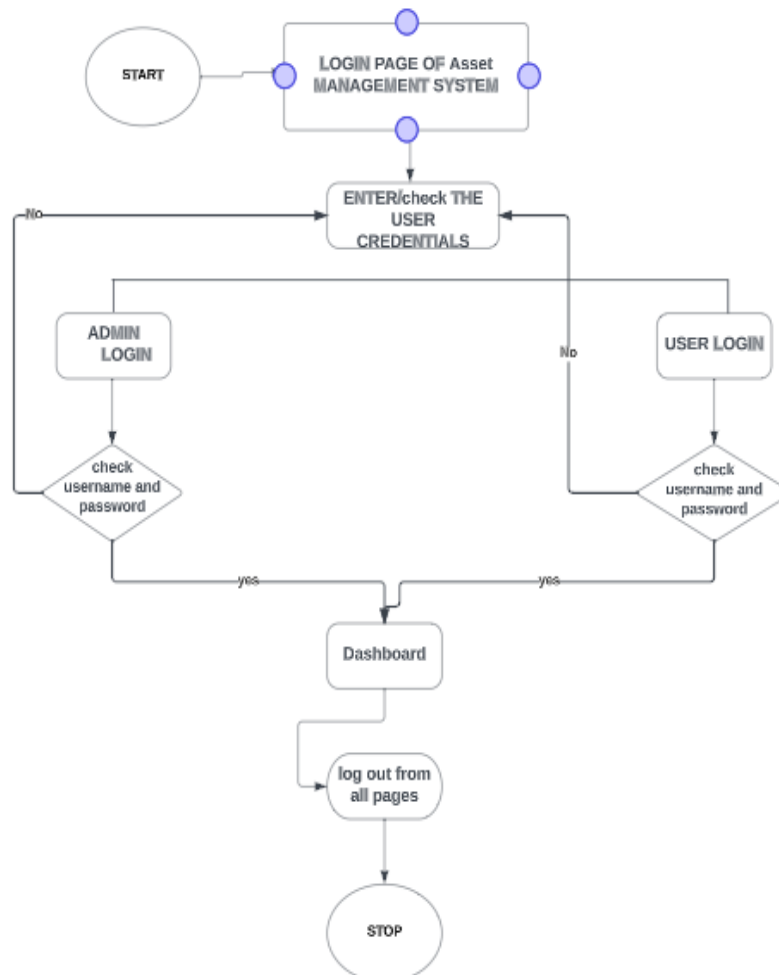 START
LOGIN PAGE OF Asset
MANAGEMENT SYSTEM
ENTER/check THE
USER
CREDENTIALS
No
ADMIN
LOGIN
USER LOGIN
No
check
username and
password
check
username and
password
yes
yes
Dashboard
log out from
all pages
STOP